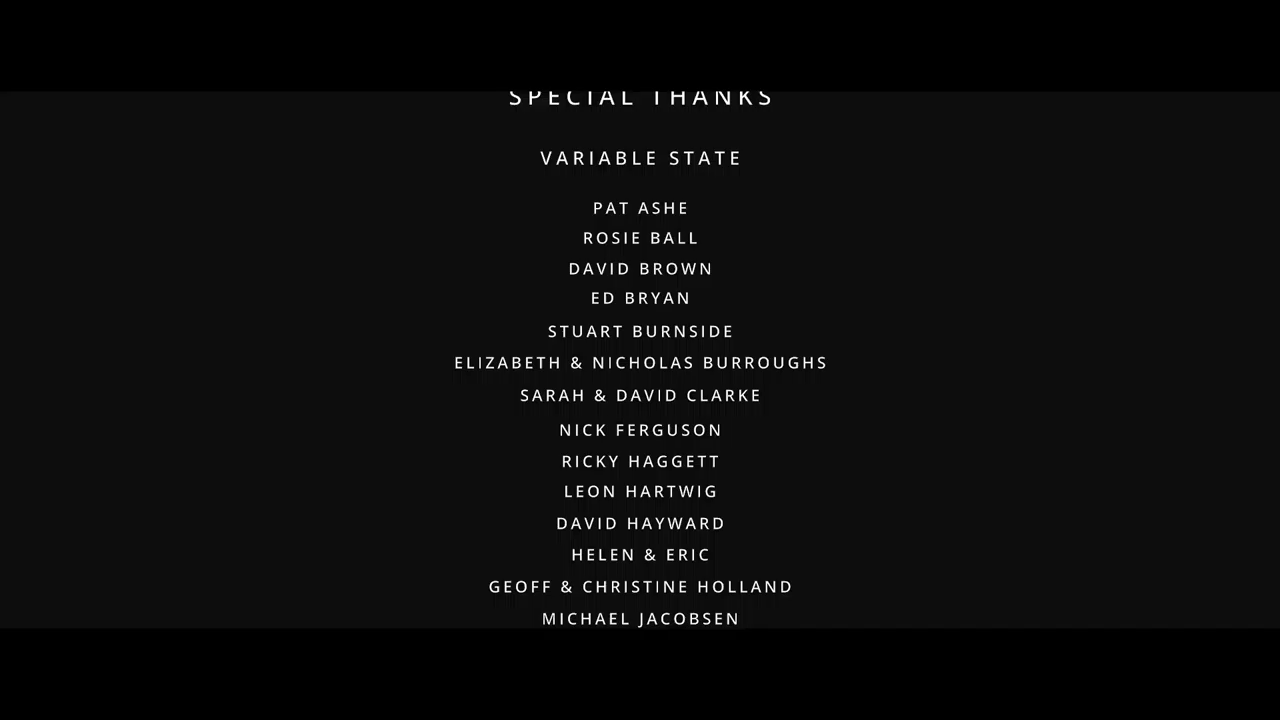 SPECIAL THANKS
VARIABLE STATE
PAT ASHE
ROSIE BALL
DAVID BROWN
ED BRYAN
STUART BURNSIDE
ELIZABETH & NICHOLAS BURROUGHS
SARAH & DAVID CLARKE
NICK FERGUSON
RICKY HAGGETT
LEON HARTWIG
DAVID HAYWARD
HELEN & ERIC
GEOFF & CHRISTINE HOLLAND
MICHAEL JACOBSEN